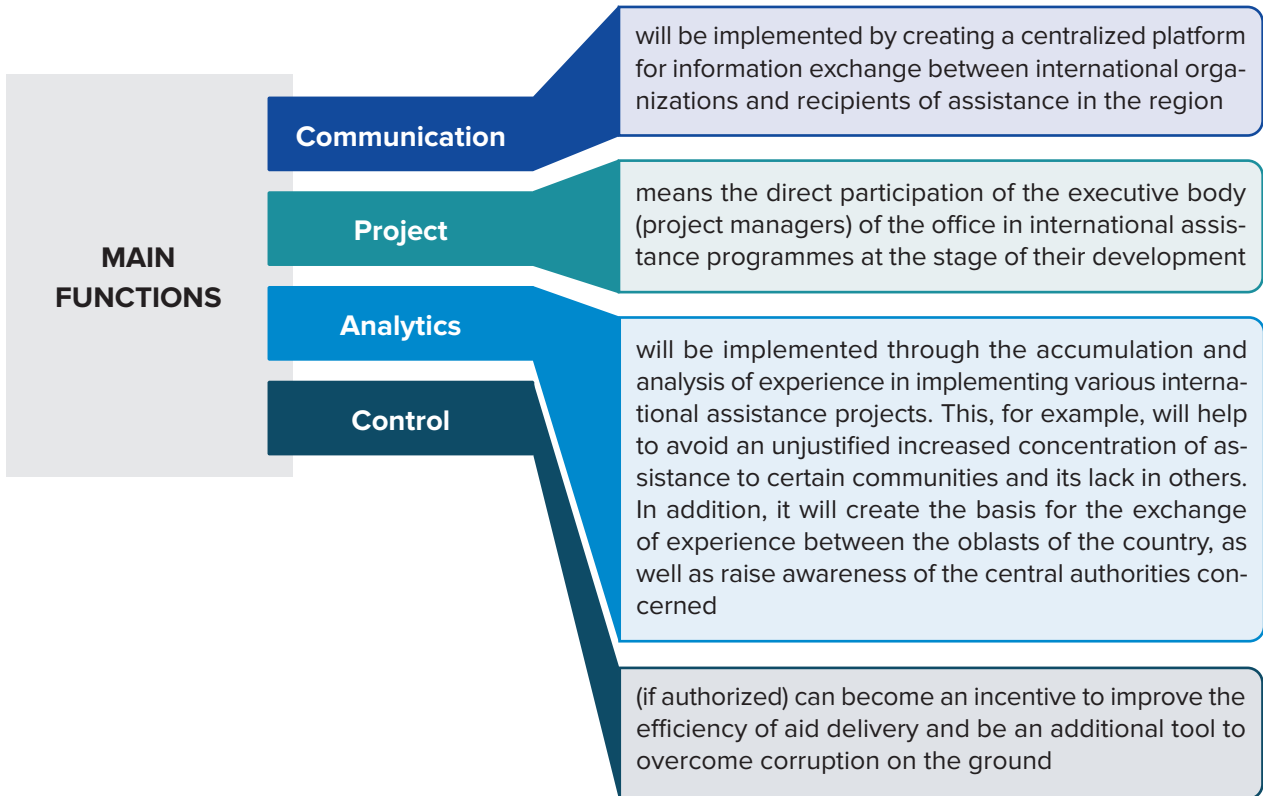 MAIN
FUNCTIONS
Communication
will be implemented by creating a centralized platform
for information exchange between international orga-
nizations and recipients of assistance in the region
Project
means the direct participation of the executive body
(project managers) of the office in international assis-
tance programmes at the stage of their development
Analytics
will be implemented through the accumulation and
analysis of experience in implementing various interna-
tional assistance projects. This, for example, will help
to avoid an unjustified increased concentration of as-
sistance to certain communities and its lack in others.
In addition, it will create the basis for the exchange
of experience between the oblasts of the country, as
well as raise awareness of the central authorities con-
cerned
Control
(if authorized) can become an incentive to improve the
efficiency of aid delivery and be an additional tool to
overcome corruption on the ground